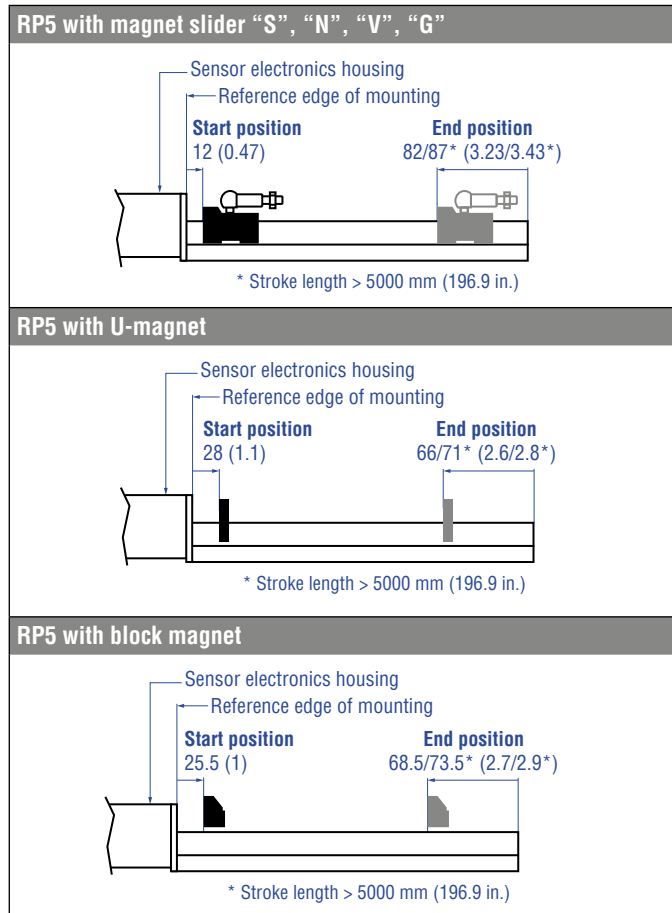 RP5 with magnet slider “S”, “N”, “V”, “G”
Sensor electronics housing
Reference edge of mounting
Start position
12 (0.47)
End position
82/87* (3.23/3.43*)
* Stroke length > 5000 mm (196.9 in.)
RP5 with U-magnet
Sensor electronics housing
Reference edge of mounting
Start position
28 (1.1)
End position
66/71* (2.6/2.8*)
* Stroke length > 5000 mm (196.9 in.)
RP5 with block magnet
Sensor electronics housing
Reference edge of mounting
Start position
25.5 (1)
End position
68.5/73.5* (2.7/2.9*)
* Stroke length > 5000 mm (196.9 in.)